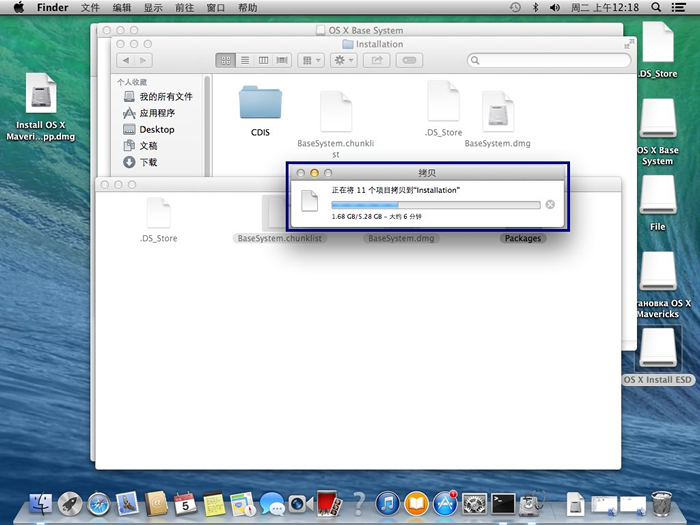 Finder 文件 编辑 显示 前往 窗口 帮助 周二 上午12:18
OS X Base System
Installation
个人收藏
我的所有文件
应用程序
Desktop
文稿
下载
CDIS
BaseSystem.chunkli
st
.DS_Store
BaseSystem.dmg
拷贝
正在将 11 个项目拷贝到“Installation”
1.68 GB/5.28 GB - 大约 6 分钟
.DS_Store
BaseSystem.chunklist
BaseSystem.dmg
Packages
Install OS X
Maveri...pp.dmg
.DS_Store
OS X Base
System
File
тановка OS X
Mavericks
OS X Install ESD
5